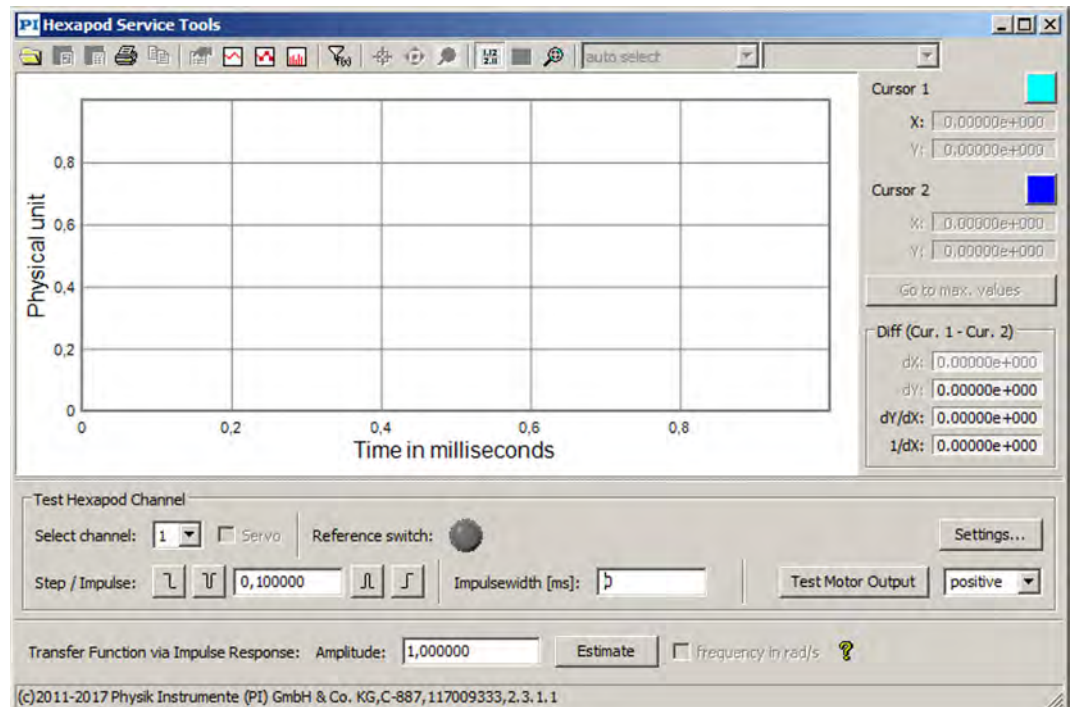 PI Hexapod Service Tools
auto select
Cursor 1
X: 0,00000e+000
Y: 0,00000e+000
Cursor 2
X: 0,00000e+000
Y: 0,00000e+000
Go to max. values
Diff (Cur. 1 - Cur. 2)
dX: 0.00000e+000
dY: 0.00000e+000
dY/dX: 0.00000e+000
1/dX: 0.00000e+000
Physical unit
0,8
0,6
0,4
0,2
0
0 0,2 0,4 0,6 0,8
Time in milliseconds
Test Hexapod Channel
Select channel: 1 Servo Reference switch: Settings...
Step / Impulse: 0,100000 Impulsewidth [ms]: Test Motor Output positive
Transfer Function via Impulse Response: Amplitude: 1,000000 Estimate frequency in rad/s ?
(c)2011-2017 Physik Instrumente (PI) GmbH & Co. KG,C-887,117009333,2.3.1.1